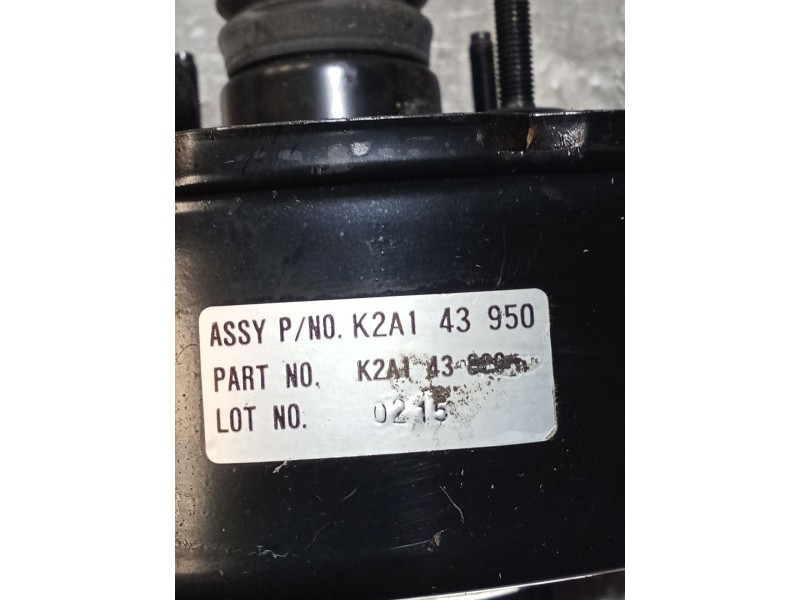 ASSY P/NO. K2A1 43 950
PART NO. K2A1 43
LOT NO. 0215